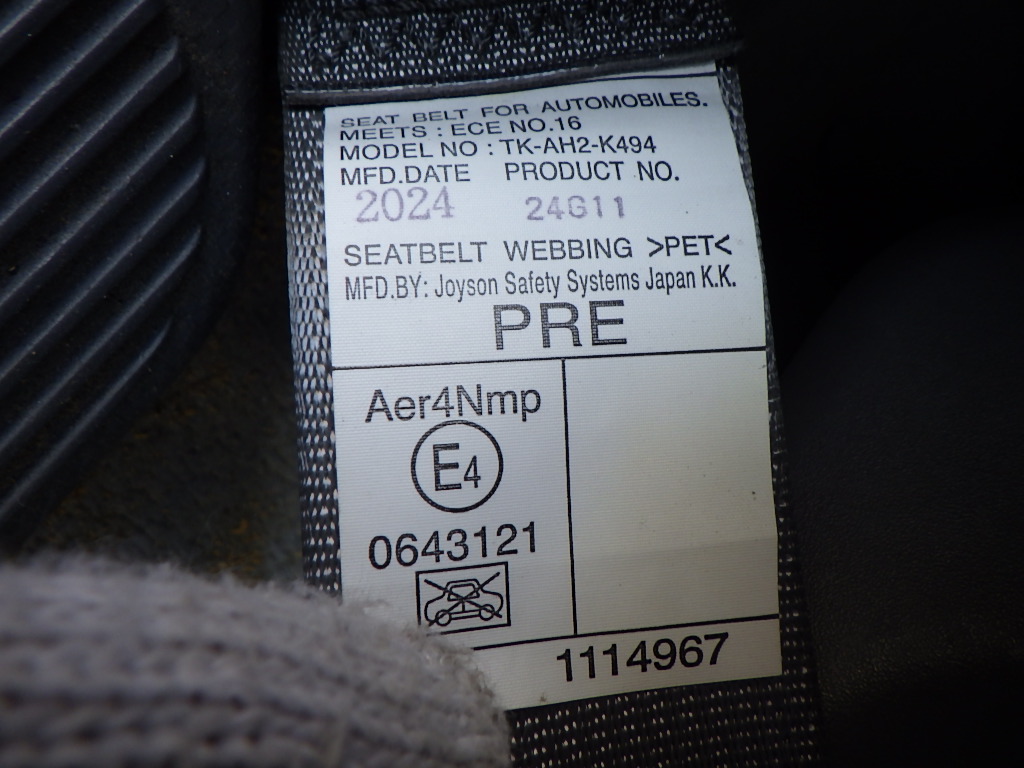 SEAT BELT FOR AUTOMOBILES.
MEETS : ECE NO.16
MODEL NO : TK-AH2-K494
MFD.DATE PRODUCT NO.
2024 24G11
SEATBELT WEBBING >PET<
MFD.BY: Joyson Safety Systems Japan K.K.
PRE
Aer4Nmp
E4
0643121
1114967